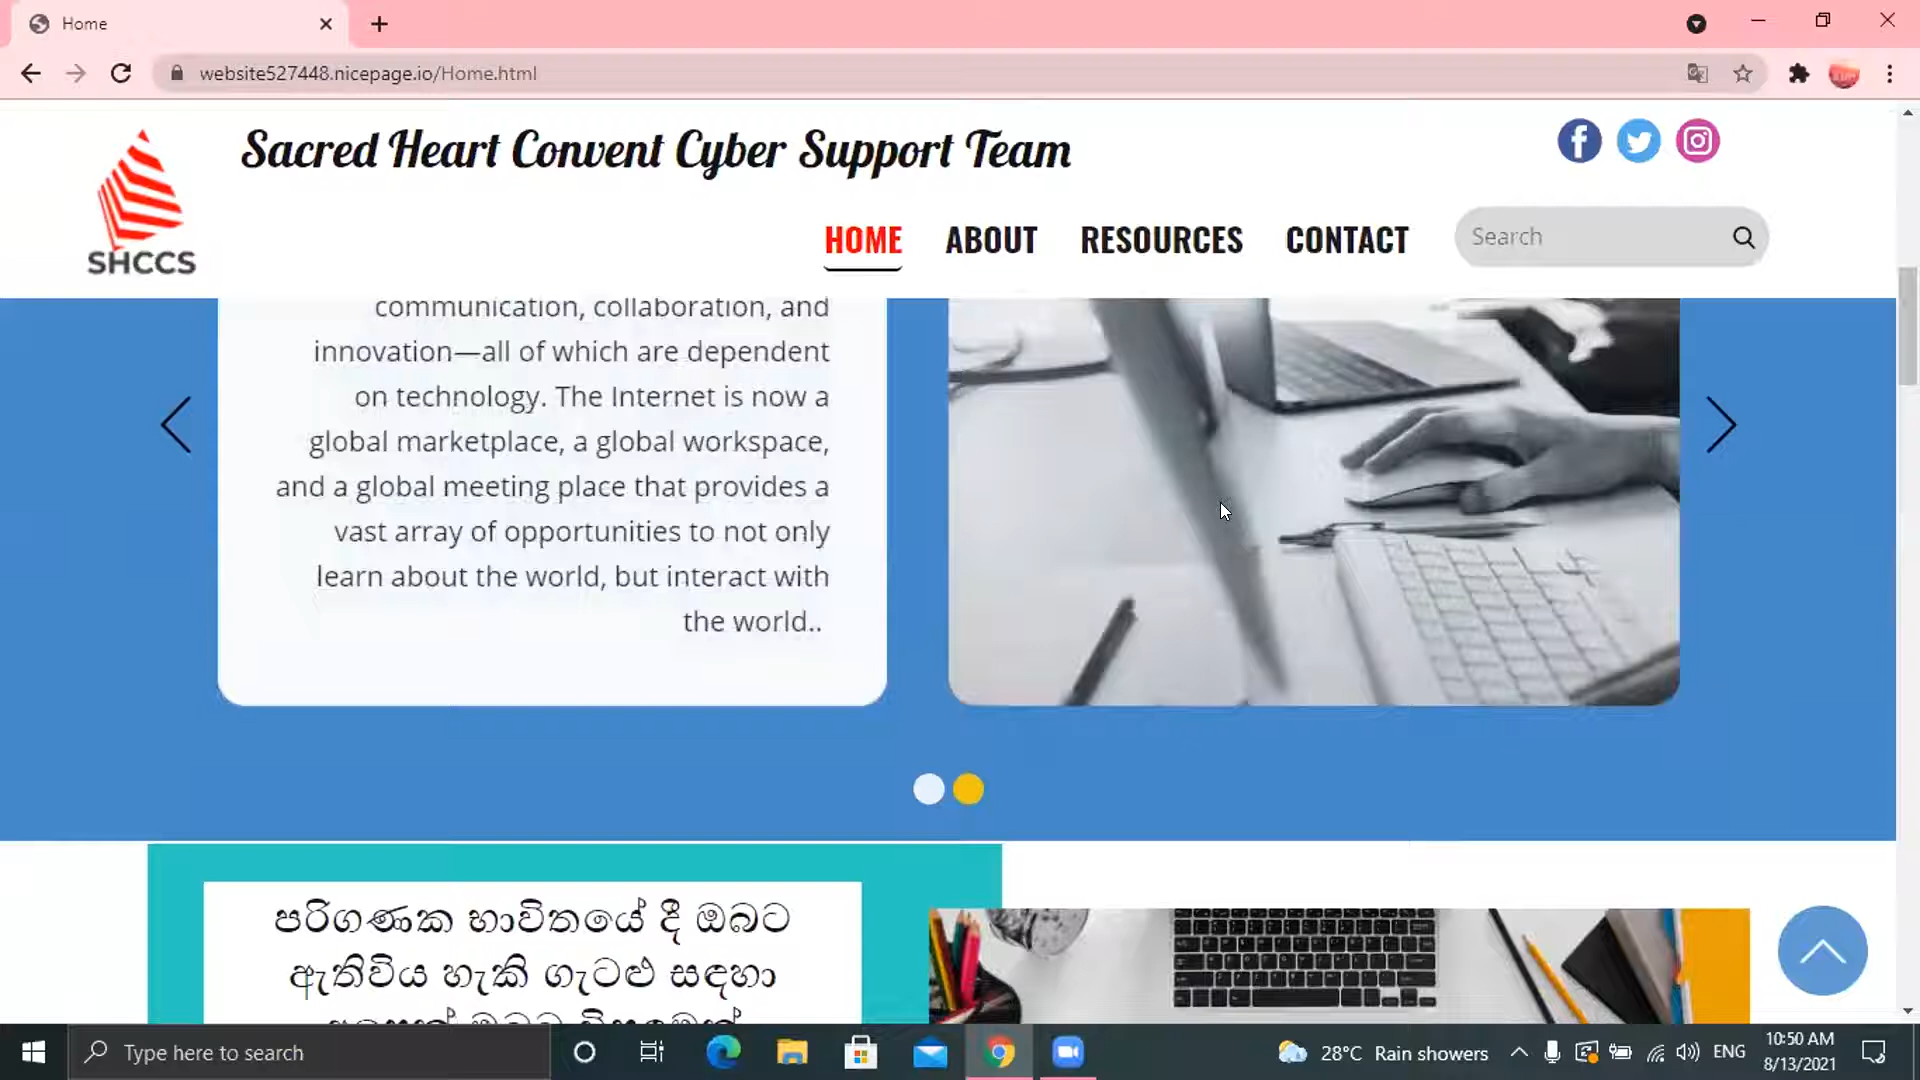 Home
website527448.nicepage.io/Home.html
Sacred Heart Convent Cyber Support Team
SHCCS
HOME ABOUT RESOURCES CONTACT Search
communication, collaboration, and
innovation—all of which are dependent
on technology. The Internet is now a
global marketplace, a global workspace,
and a global meeting place that provides a
vast array of opportunities to not only
learn about the world, but interact with
the world..
පරිගණක භාවිතයේ දී ඔබට
ඇතිවිය හැකි ගැටළු සඳහා
Type here to search
28°C Rain showers
ENG
10:50 AM
8/13/2021